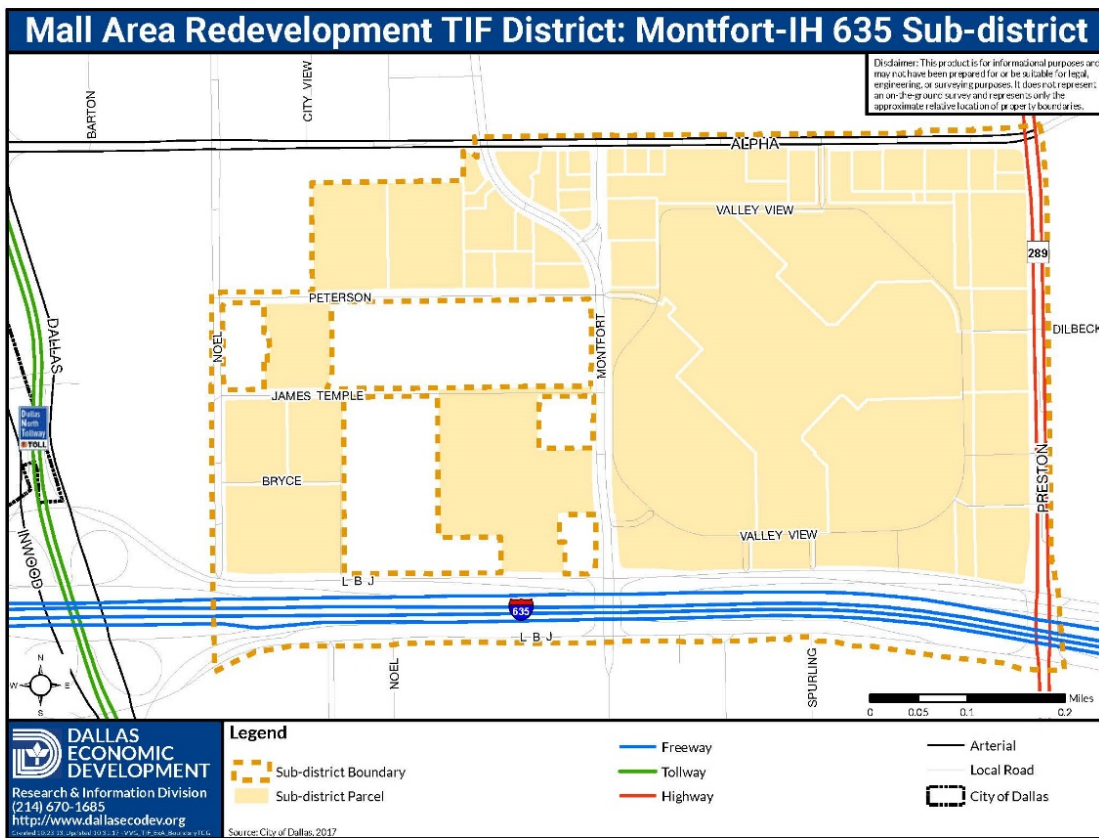 Mall Area Redevelopment TIF District: Montfort-IH 635 Sub-district
Disclaimer: This product is for informational purposes and
may not have been prepared for or be suitable for legal,
engineering, or surveying purposes. It does not represent
an on-the-ground survey and represents only the
approximate relative location of property boundaries.
BARTON
CITY VIEW
ALPHA
VALLEY VIEW
289
PETERSON
DILBECK
NOEL
MONTFORT
DALLAS
JAMES TEMPLE
Dallas
North
Tollway
TOLL
BRYCE
PRESTON
INWOOD
VALLEY VIEW
L B J
635
L B J
NOEL
SPURLING
N
W E
S
Miles
0 0.05 0.1 0.2
DALLAS
ECONOMIC
DEVELOPMENT
Research & Information Division
(214) 670-1685
http://www.dallasecodev.org
Legend
Sub-district Boundary
Sub-district Parcel
Freeway
Tollway
Highway
Arterial
Local Road
City of Dallas
Source: City of Dallas, 2017